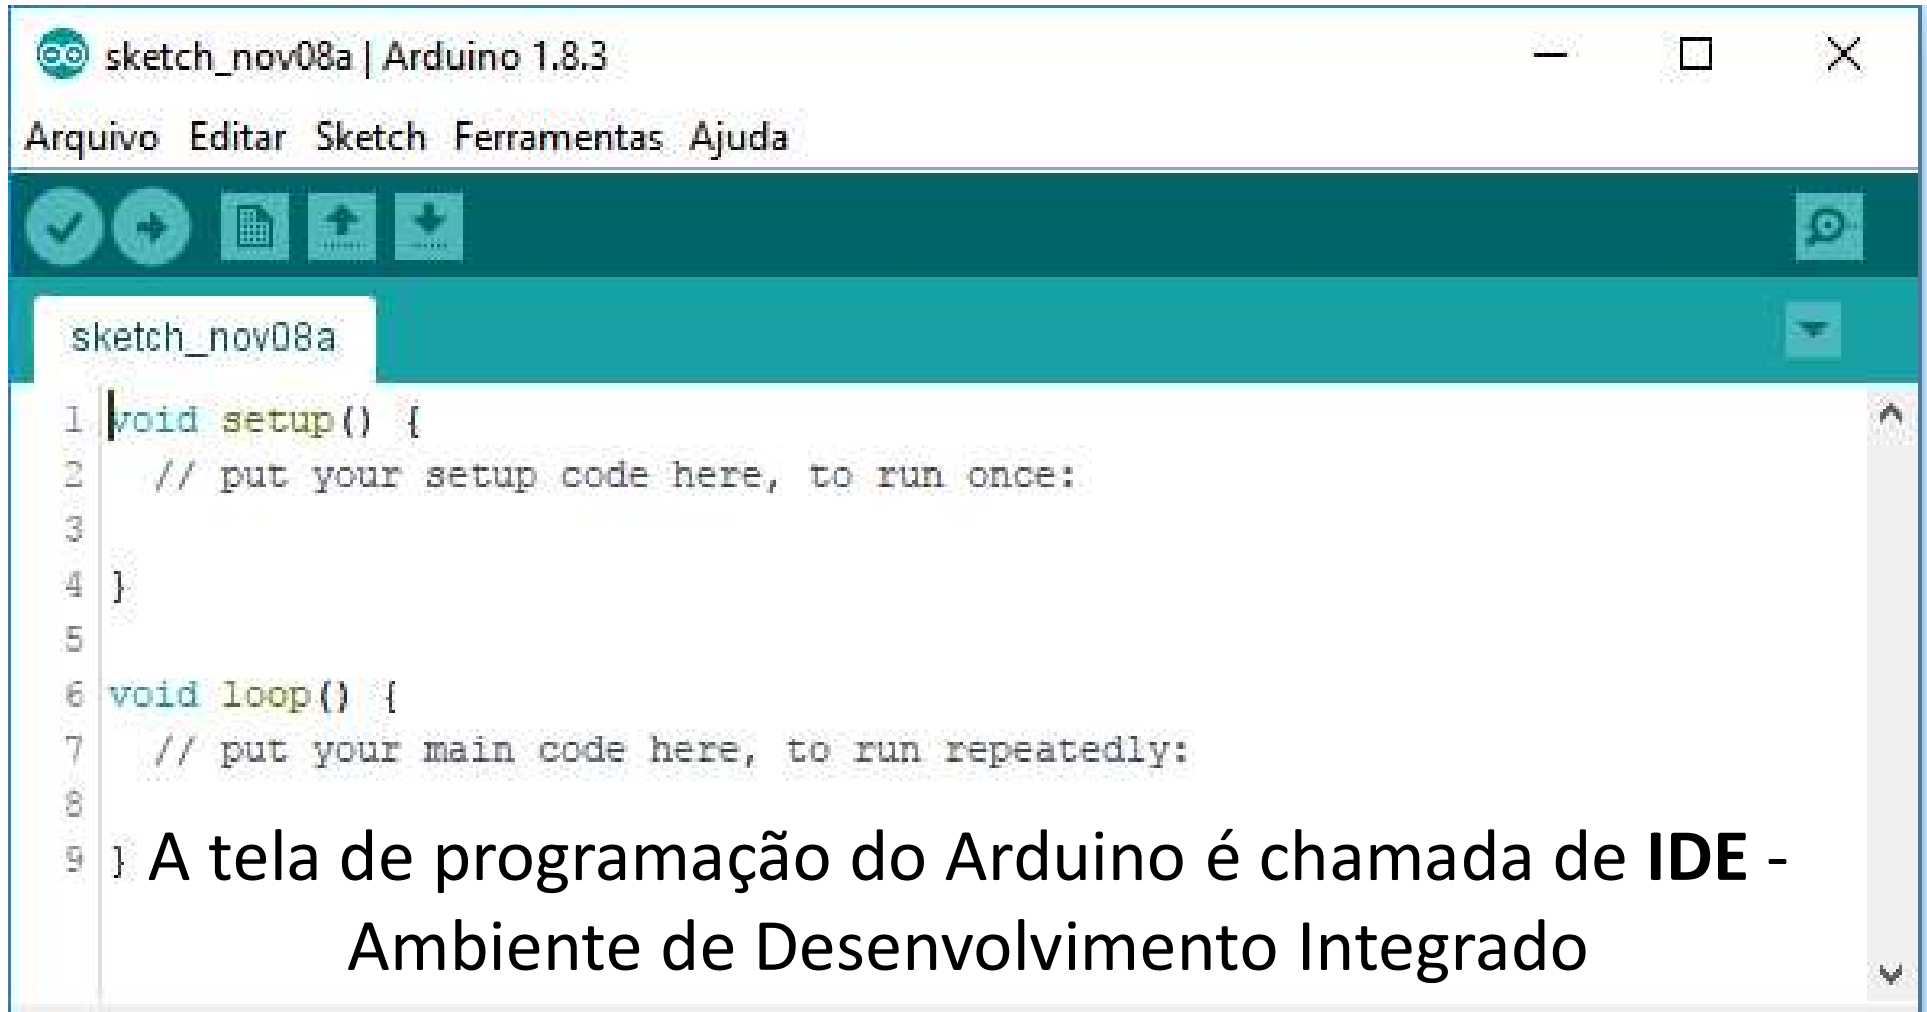 sketch_nov08a | Arduino 1.8.3
Arquivo Editar Sketch Ferramentas Ajuda
sketch_nov08a
1 void setup() {
2 // put your setup code here, to run once:
3
4 }
5
6 void loop() {
7 // put your main code here, to run repeatedly:
8
9 }
A tela de programação do Arduino é chamada de IDE -
Ambiente de Desenvolvimento Integrado